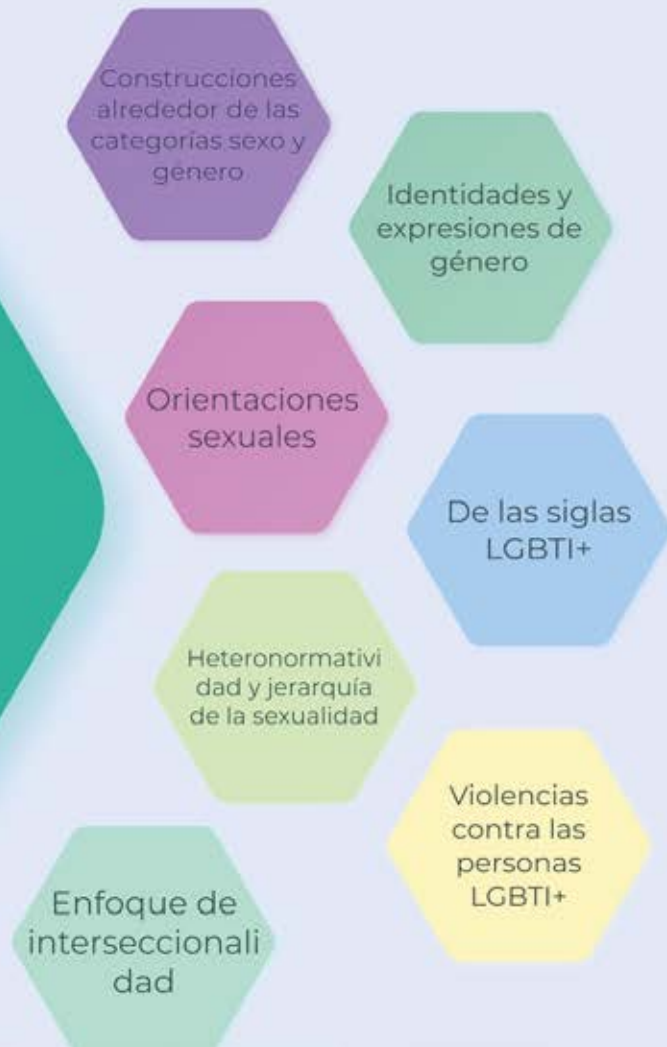 Construcciones
alrededor de las
categorías sexo y
género
Identidades y
expresiones de
género
Orientaciones
sexuales
De las siglas
LGBTI+
Heteronormativi
dad y jerarquía
de la sexualidad
Violencias
contra las
personas
LGBTI+
Enfoque de
interseccionali
dad